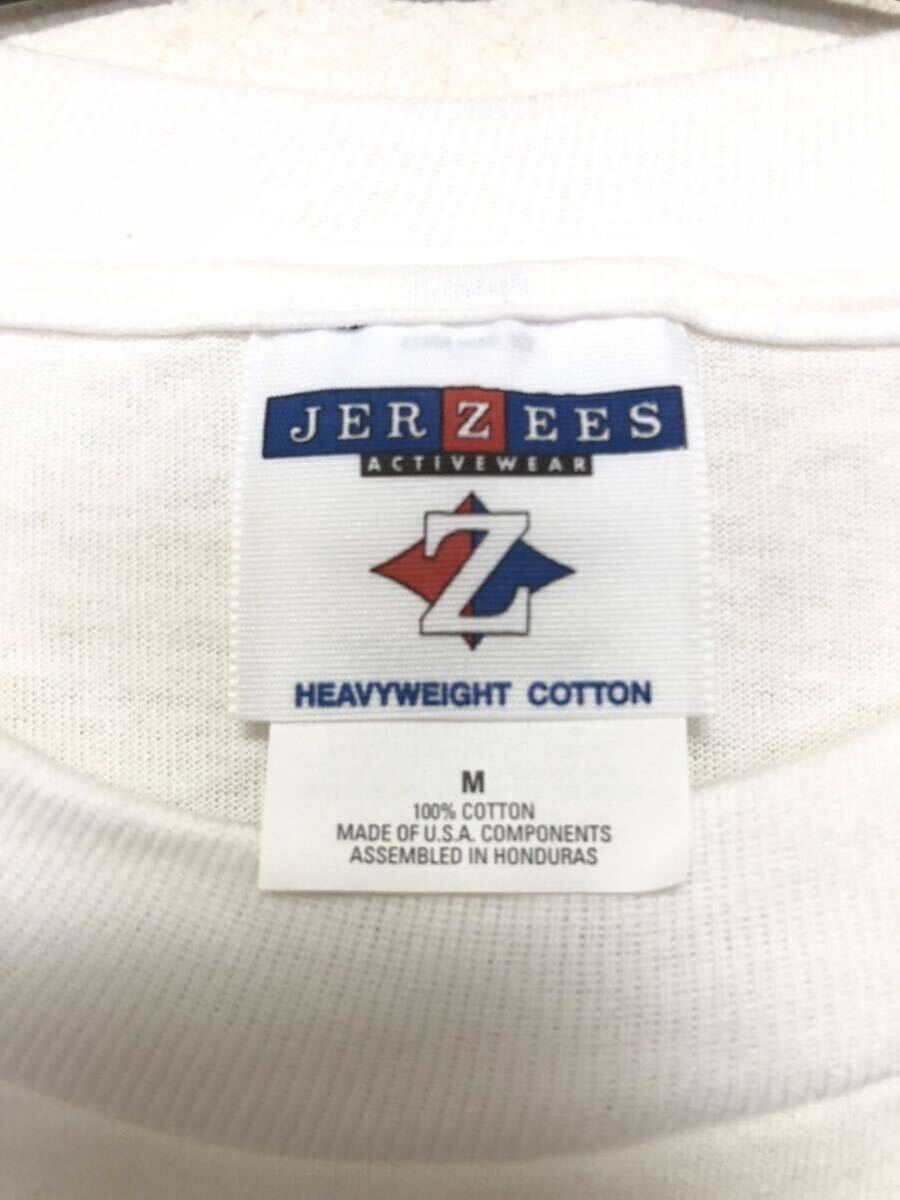 JERZEES
ACTIVEWEAR
Z
HEAVYWEIGHT COTTON
M
100% COTTON
MADE OF U.S.A. COMPONENTS
ASSEMBLED IN HONDURAS